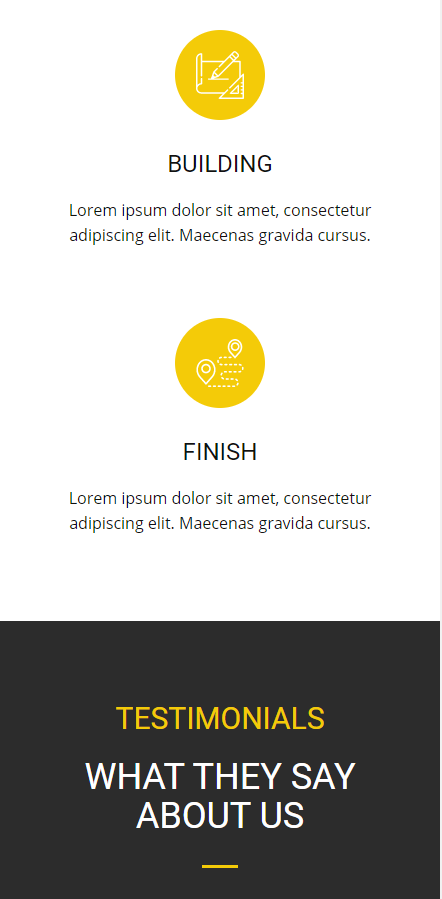 BUILDING
Lorem ipsum dolor sit amet, consectetur
adipiscing elit. Maecenas gravida cursus.
FINISH
Lorem ipsum dolor sit amet, consectetur
adipiscing elit. Maecenas gravida cursus.
TESTIMONIALS
WHAT THEY SAY
ABOUT US